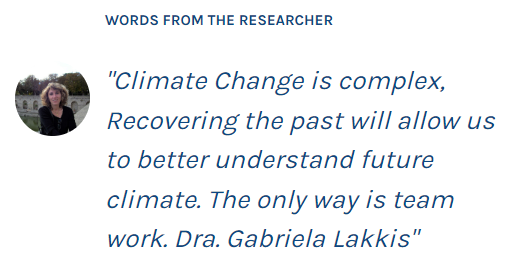 WORDS FROM THE RESEARCHER
"Climate Change is complex,
Recovering the past will allow us
to better understand future
climate. The only way is team
work. Dra. Gabriela Lakkis"